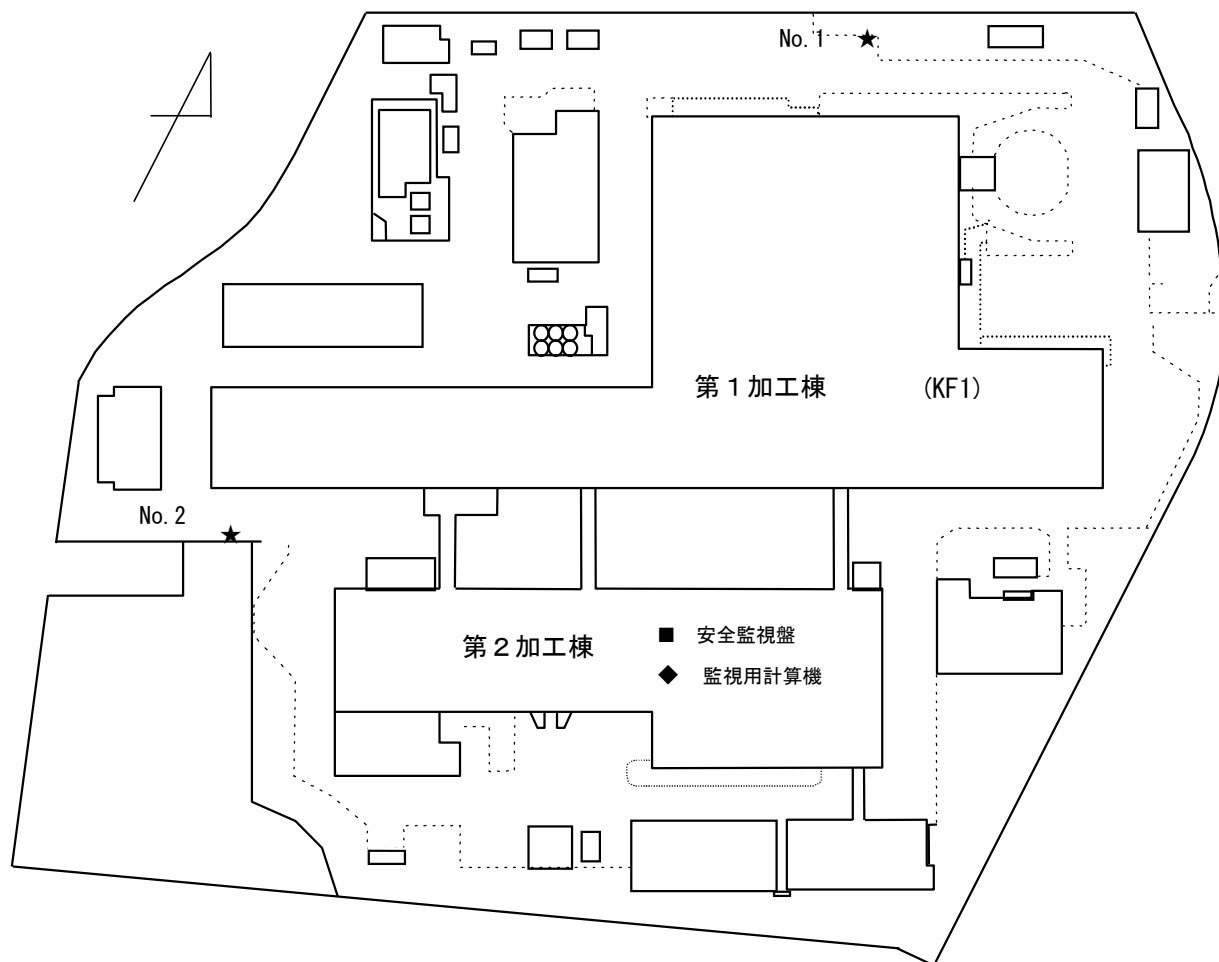 No. 1 ★
第1加工棟 (KF1)
No. 2 ★
第2加工棟
■ 安全監視盤
◆ 監視用計算機